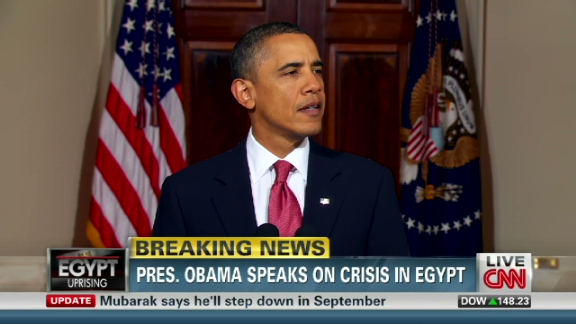 BREAKING NEWS
EGYPT
UPRISING
PRES. OBAMA SPEAKS ON CRISIS IN EGYPT
LIVE
CNN
UPDATE Mubarak says he'll step down in September DOW ▲148.23